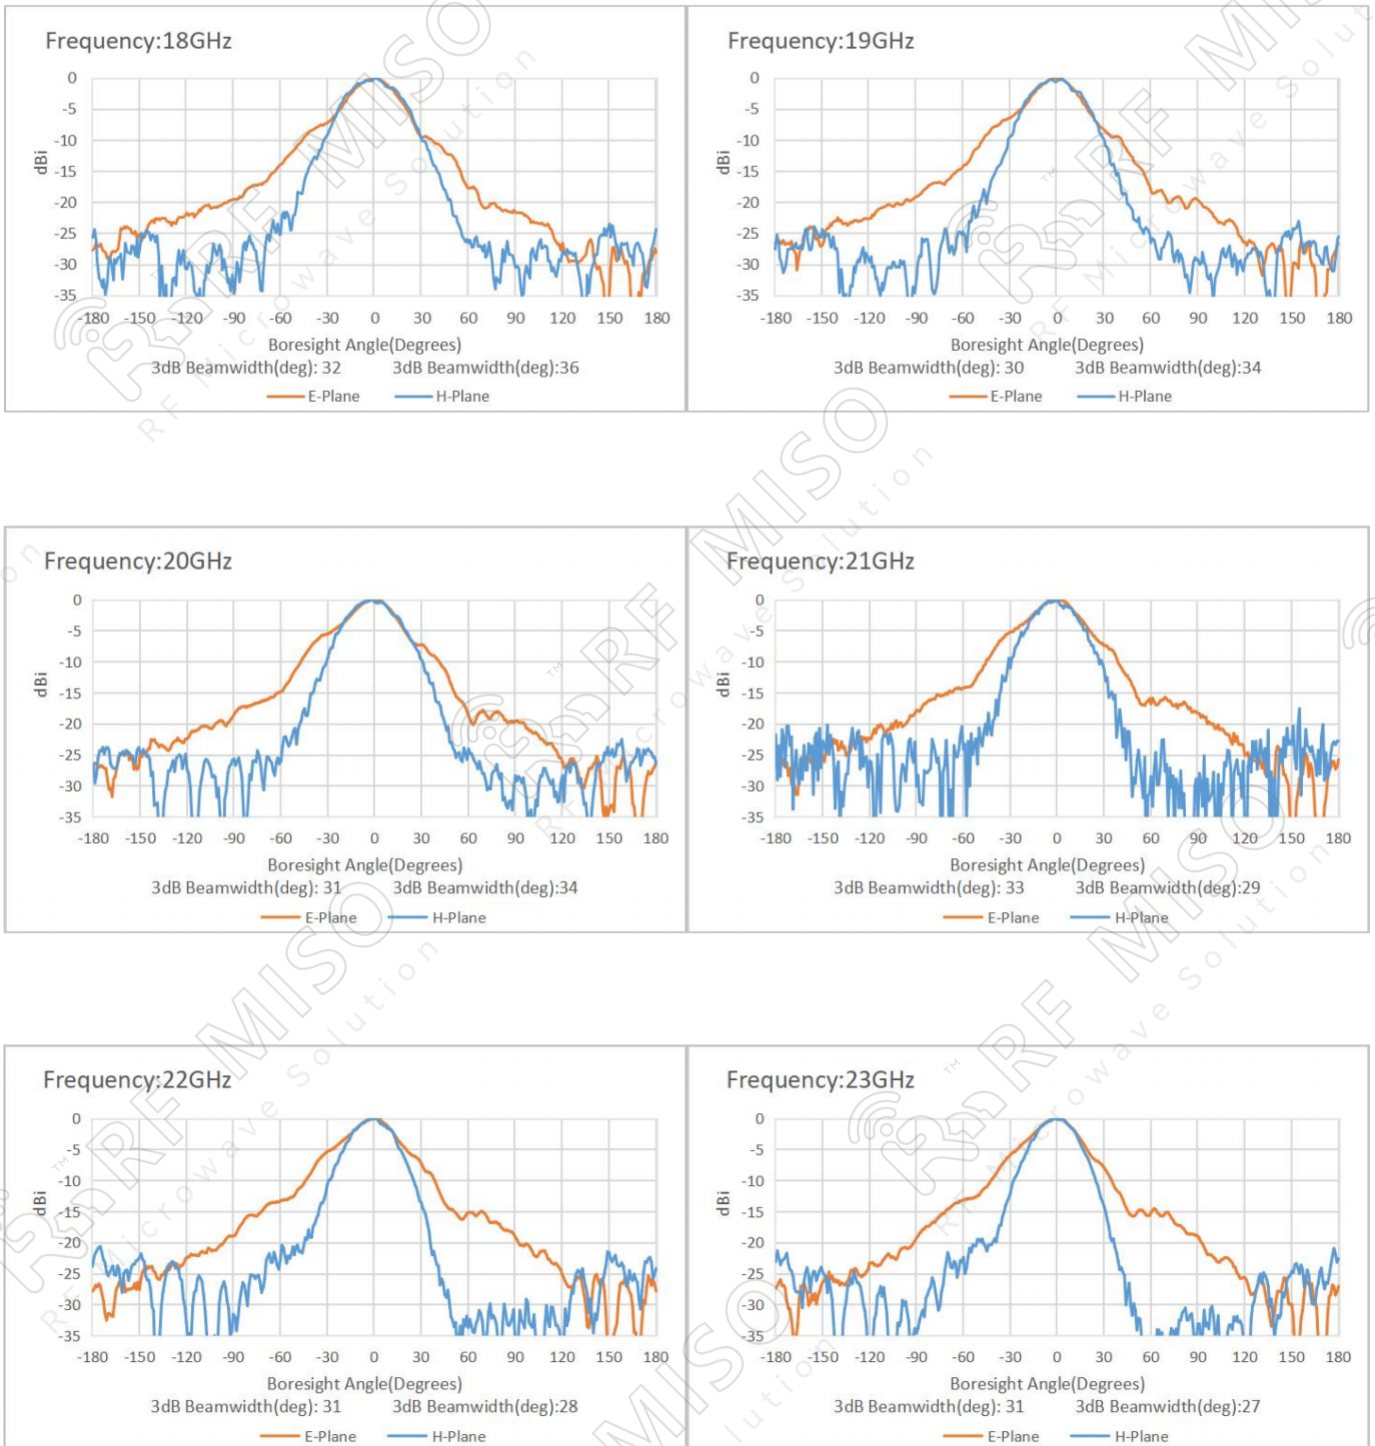 Frequency:18GHz
0
-5
-10
-15
-20
-25
-30
-35
dBi
-180 -150 -120 -90 -60 -30 0 30 60 90 120 150 180
Boresight Angle(Degrees)
3dB Beamwidth(deg): 32 3dB Beamwidth(deg):36
E-Plane H-Plane
Frequency:19GHz
0
-5
-10
-15
-20
-25
-30
-35
dBi
-180 -150 -120 -90 -60 -30 0 30 60 90 120 150 180
Boresight Angle(Degrees)
3dB Beamwidth(deg): 30 3dB Beamwidth(deg):34
E-Plane H-Plane
Frequency:20GHz
0
-5
-10
-15
-20
-25
-30
-35
dBi
-180 -150 -120 -90 -60 -30 0 30 60 90 120 150 180
Boresight Angle(Degrees)
3dB Beamwidth(deg): 31 3dB Beamwidth(deg):34
E-Plane H-Plane
Frequency:21GHz
0
-5
-10
-15
-20
-25
-30
-35
dBi
-180 -150 -120 -90 -60 -30 0 30 60 90 120 150 180
Boresight Angle(Degrees)
3dB Beamwidth(deg): 33 3dB Beamwidth(deg):29
E-Plane H-Plane
Frequency:22GHz
0
-5
-10
-15
-20
-25
-30
-35
dBi
-180 -150 -120 -90 -60 -30 0 30 60 90 120 150 180
Boresight Angle(Degrees)
3dB Beamwidth(deg): 31 3dB Beamwidth(deg):28
E-Plane H-Plane
Frequency:23GHz
0
-5
-10
-15
-20
-25
-30
-35
dBi
-180 -150 -120 -90 -60 -30 0 30 60 90 120 150 180
Boresight Angle(Degrees)
3dB Beamwidth(deg): 31 3dB Beamwidth(deg):27
E-Plane H-Plane
RF MISO
RF Microwave Solution